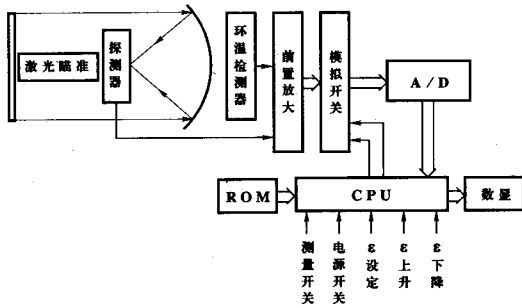 激光瞄准
探测器
环温检测器
前置放大
模拟开关
A/D
ROM
CPU
数显
测量开关
电源开关
ε设定
ε上升
ε下降